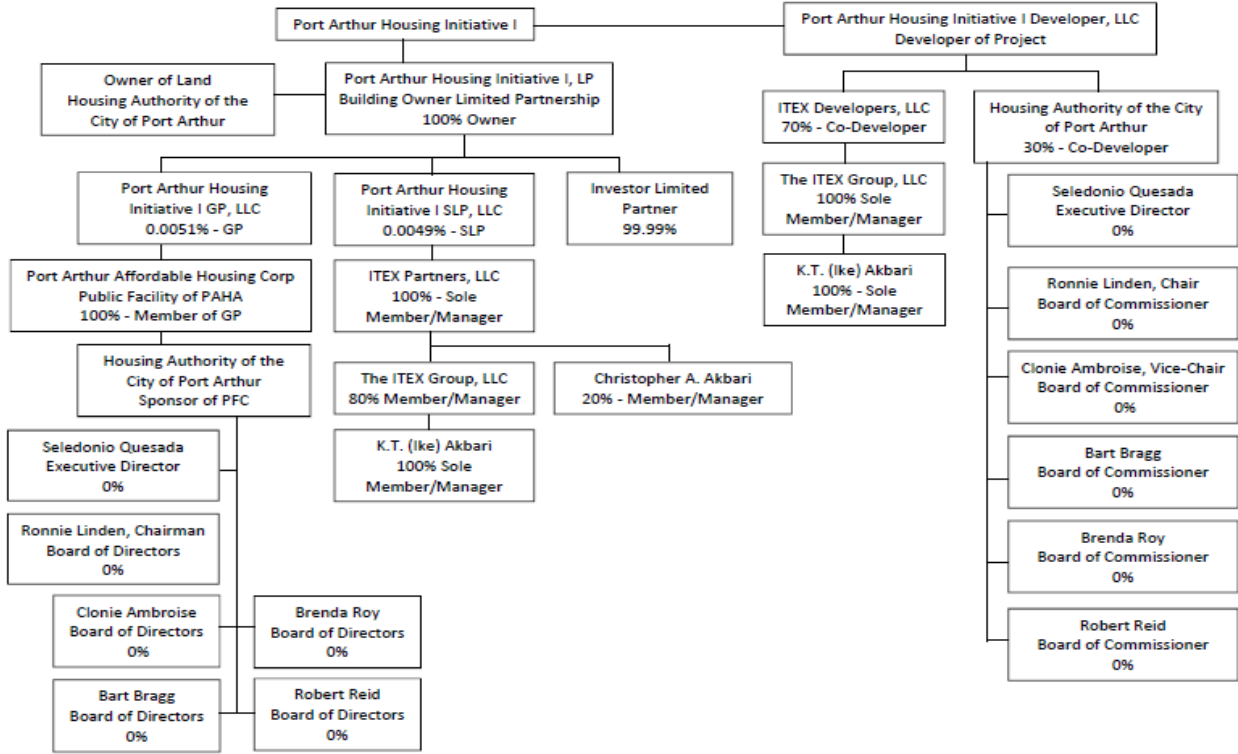 Port Arthur Housing Initiative I
Port Arthur Housing Initiative I Developer, LLC
Developer of Project
Owner of Land
Housing Authority of the
City of Port Arthur
Port Arthur Housing Initiative I, LP
Building Owner Limited Partnership
100% Owner
ITEX Developers, LLC
70% - Co-Developer
Housing Authority of the City
of Port Arthur
30% - Co-Developer
Port Arthur Housing
Initiative I GP, LLC
0.0051% - GP
Port Arthur Housing
Initiative I SLP, LLC
0.0049% - SLP
Investor Limited
Partner
99.99%
The ITEX Group, LLC
100% Sole
Member/Manager
Seledonio Quesada
Executive Director
0%
Port Arthur Affordable Housing Corp
Public Facility of PAHA
100% - Member of GP
ITEX Partners, LLC
100% - Sole
Member/Manager
K.T. (Ike) Akbari
100% - Sole
Member/Manager
Ronnie Linden, Chair
Board of Commissioner
0%
Housing Authority of the
City of Port Arthur
Sponsor of PFC
The ITEX Group, LLC
80% Member/Manager
Christopher A. Akbari
20% - Member/Manager
Clonie Ambroise, Vice-Chair
Board of Commissioner
0%
Seledonio Quesada
Executive Director
0%
K.T. (Ike) Akbari
100% Sole
Member/Manager
Bart Bragg
Board of Commissioner
0%
Ronnie Linden, Chairman
Board of Directors
0%
Brenda Roy
Board of Commissioner
0%
Clonie Ambroise
Board of Directors
0%
Brenda Roy
Board of Directors
0%
Robert Reid
Board of Commissioner
0%
Bart Bragg
Board of Directors
0%
Robert Reid
Board of Directors
0%